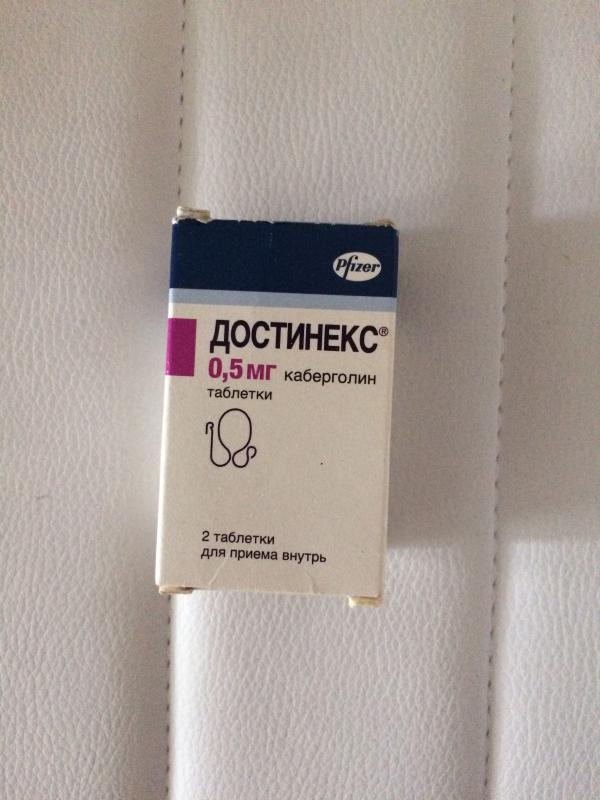 Pfizer
ДОСТИНЕКС®
0,5 мг каберголин
таблетки
2 таблетки
для приема внутрь